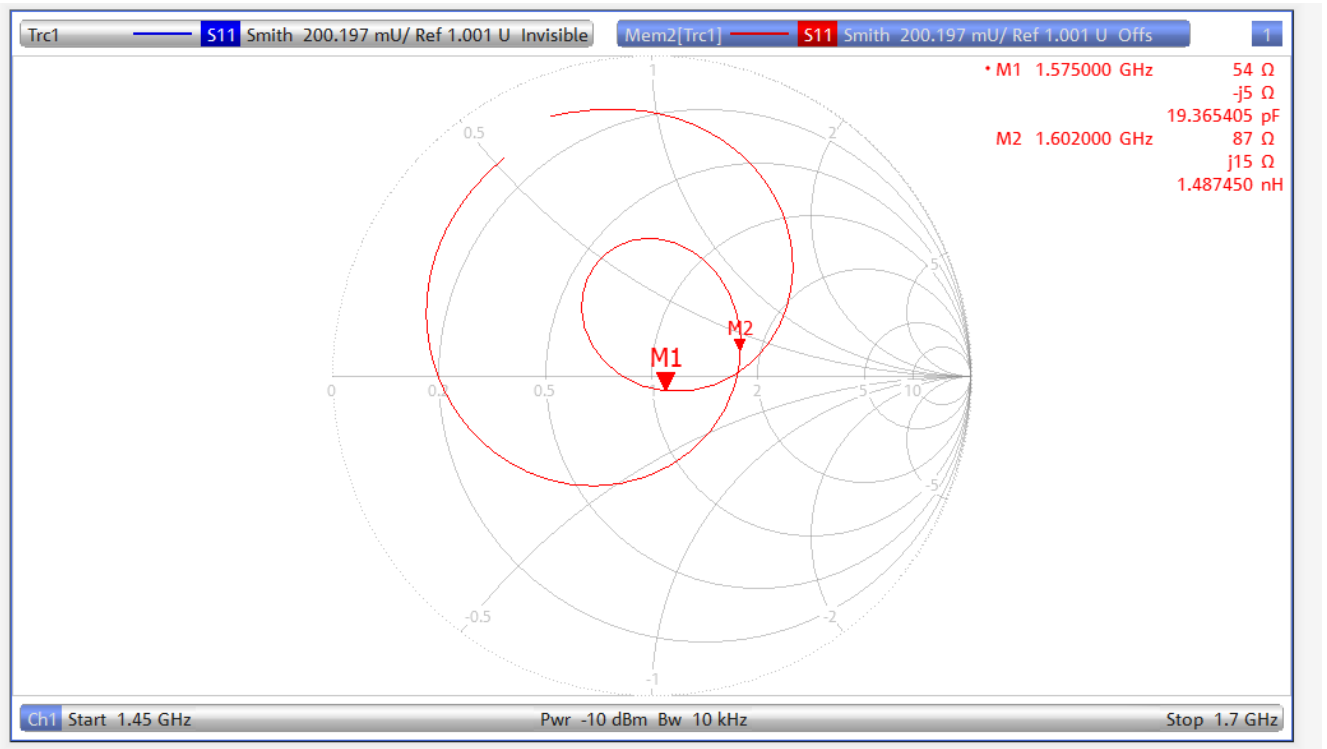 Trc1 S11 Smith 200.197 mU/ Ref 1.001 U Invisible Mem2[Trc1] S11 Smith 200.197 mU/ Ref 1.001 U Offs 1
• M1 1.575000 GHz 54 Ω
-j5 Ω
19.365405 pF
M2 1.602000 GHz 87 Ω
j15 Ω
1.487450 nH
1
0.5 2
5
M2
M1
0 0.2 0.5 1 2 5 10
-5
-0.5 -2
-1
Ch1 Start 1.45 GHz Pwr -10 dBm Bw 10 kHz Stop 1.7 GHz